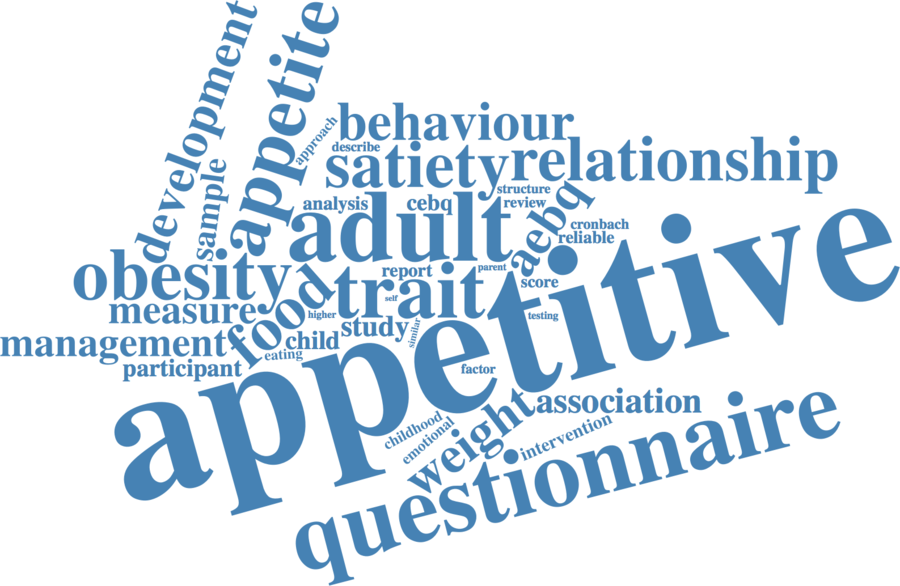 development
appetite
sample
approach
behaviour
describe
satiety
relationship
structure
analysis
cebq
review
adult
aebq
cronbach
reliable
obesity
food
report
parent
trait
self
score
measure
higher
testing
management
child
study
similar
eating
participant
factor
appetitive
childhood
emotional
weight
association
intervention
questionnaire